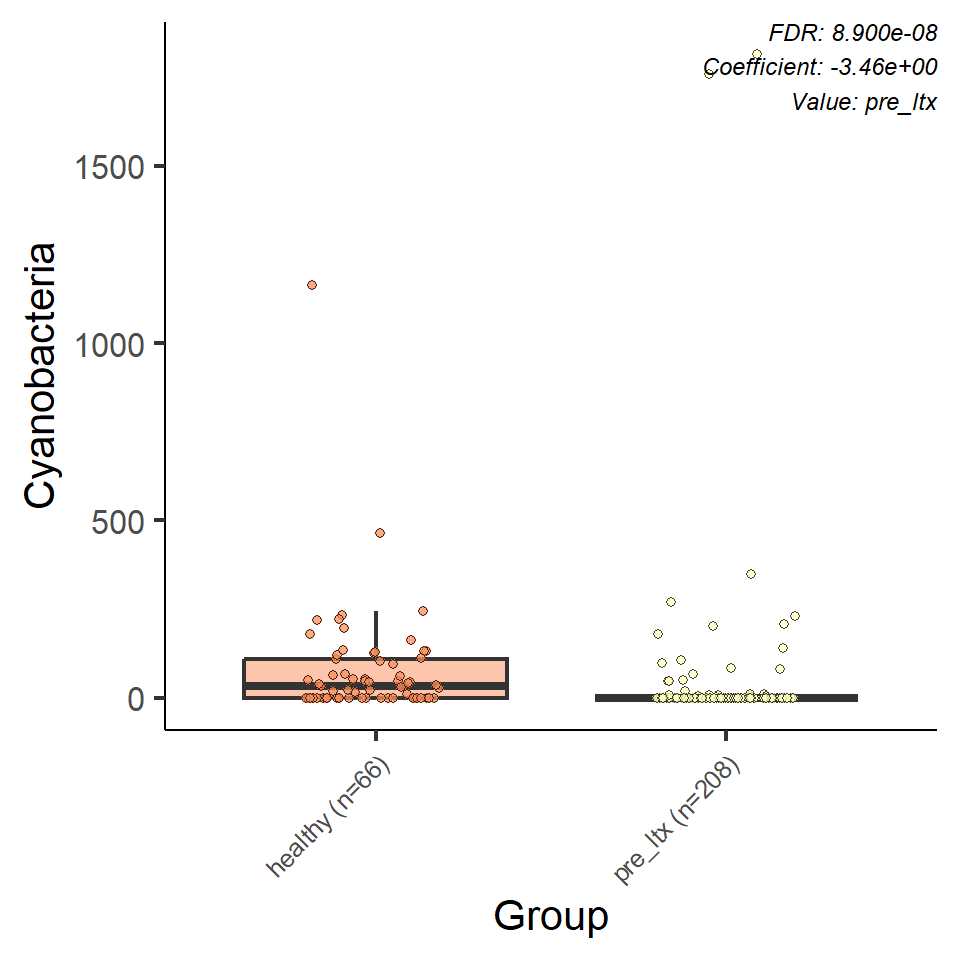 FDR: 8.900e-08
Coefficient: -3.46e+00
Value: pre_ltx
1500
1000
500
0
Cyanobacteria
healthy (n=66)
pre_ltx (n=208)
Group